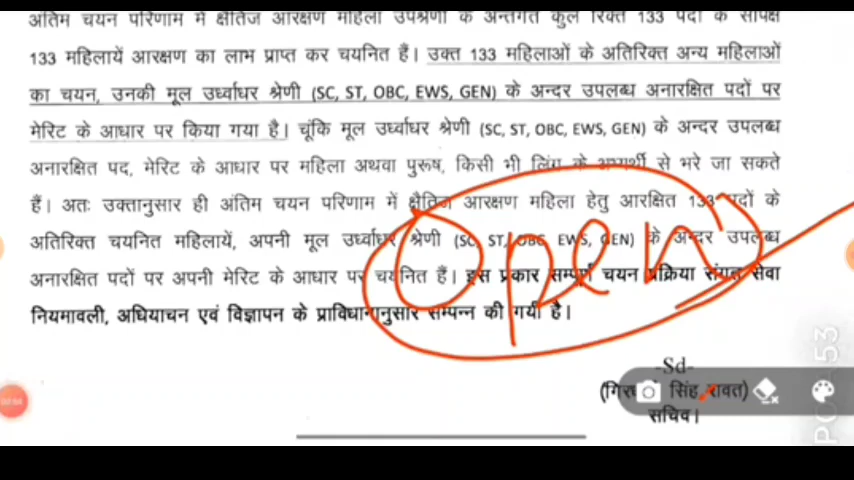 अंतिम चयन परिणाम में क्षैतिज आरक्षण महिला उपश्रेणी के अन्तर्गत कुल रिक्त 133 पदों के सापेक्ष
133 महिलायें आरक्षण का लाभ प्राप्त कर चयनित हैं। उक्त 133 महिलाओं के अतिरिक्त अन्य महिलाओं
का चयन, उनकी मूल उर्ध्वाधर श्रेणी (SC, ST, OBC, EWS, GEN) के अन्दर उपलब्ध अनारक्षित पदों पर
मेरिट के आधार पर किया गया है। चूंकि मूल उर्ध्वाधर श्रेणी (SC, ST, OBC, EWS, GEN) के अन्दर उपलब्ध
अनारक्षित पद, मेरिट के आधार पर महिला अथवा पुरूष, किसी भी लिंग के अभ्यर्थी से भरे जा सकते
हैं। अतः उक्तानुसार ही अंतिम चयन परिणाम में क्षैतिज आरक्षण महिला हेतु आरक्षित 133 पदों के
अतिरिक्त चयनित महिलायें, अपनी मूल उर्ध्वाधर श्रेणी (SC, ST, OBC, EWS, GEN) के अन्दर उपलब्ध
अनारक्षित पदों पर अपनी मेरिट के आधार पर चयनित हैं। इस प्रकार सम्पूर्ण चयन प्रक्रिया संगत सेवा
नियमावली, अधियाचन एवं विज्ञापन के प्राविधानानुसार सम्पन्न की गयी है।
Open
-Sd-
सिंह रावत)
सचिव।